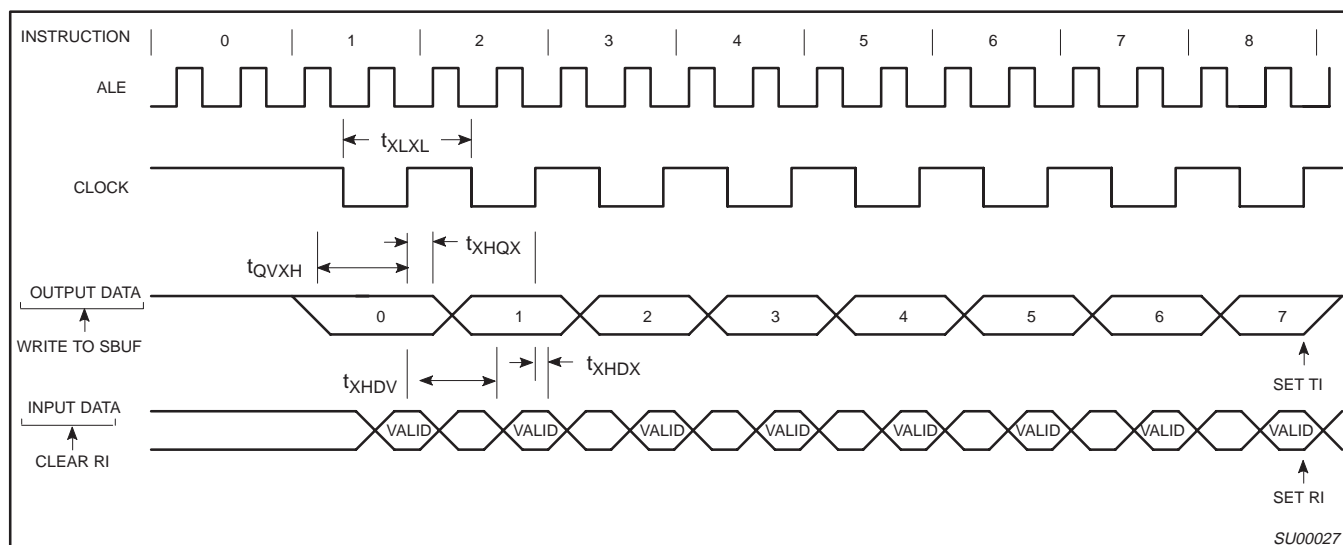 INSTRUCTION 0 1 2 3 4 5 6 7 8
ALE
tXLXL
CLOCK
tXHQX
tQVXH
OUTPUT DATA
0 1 2 3 4 5 6 7
WRITE TO SBUF
tXHDX
tXHDV
SET TI
INPUT DATA
VALID VALID VALID VALID VALID VALID VALID VALID
CLEAR RI
SET RI
SU00027